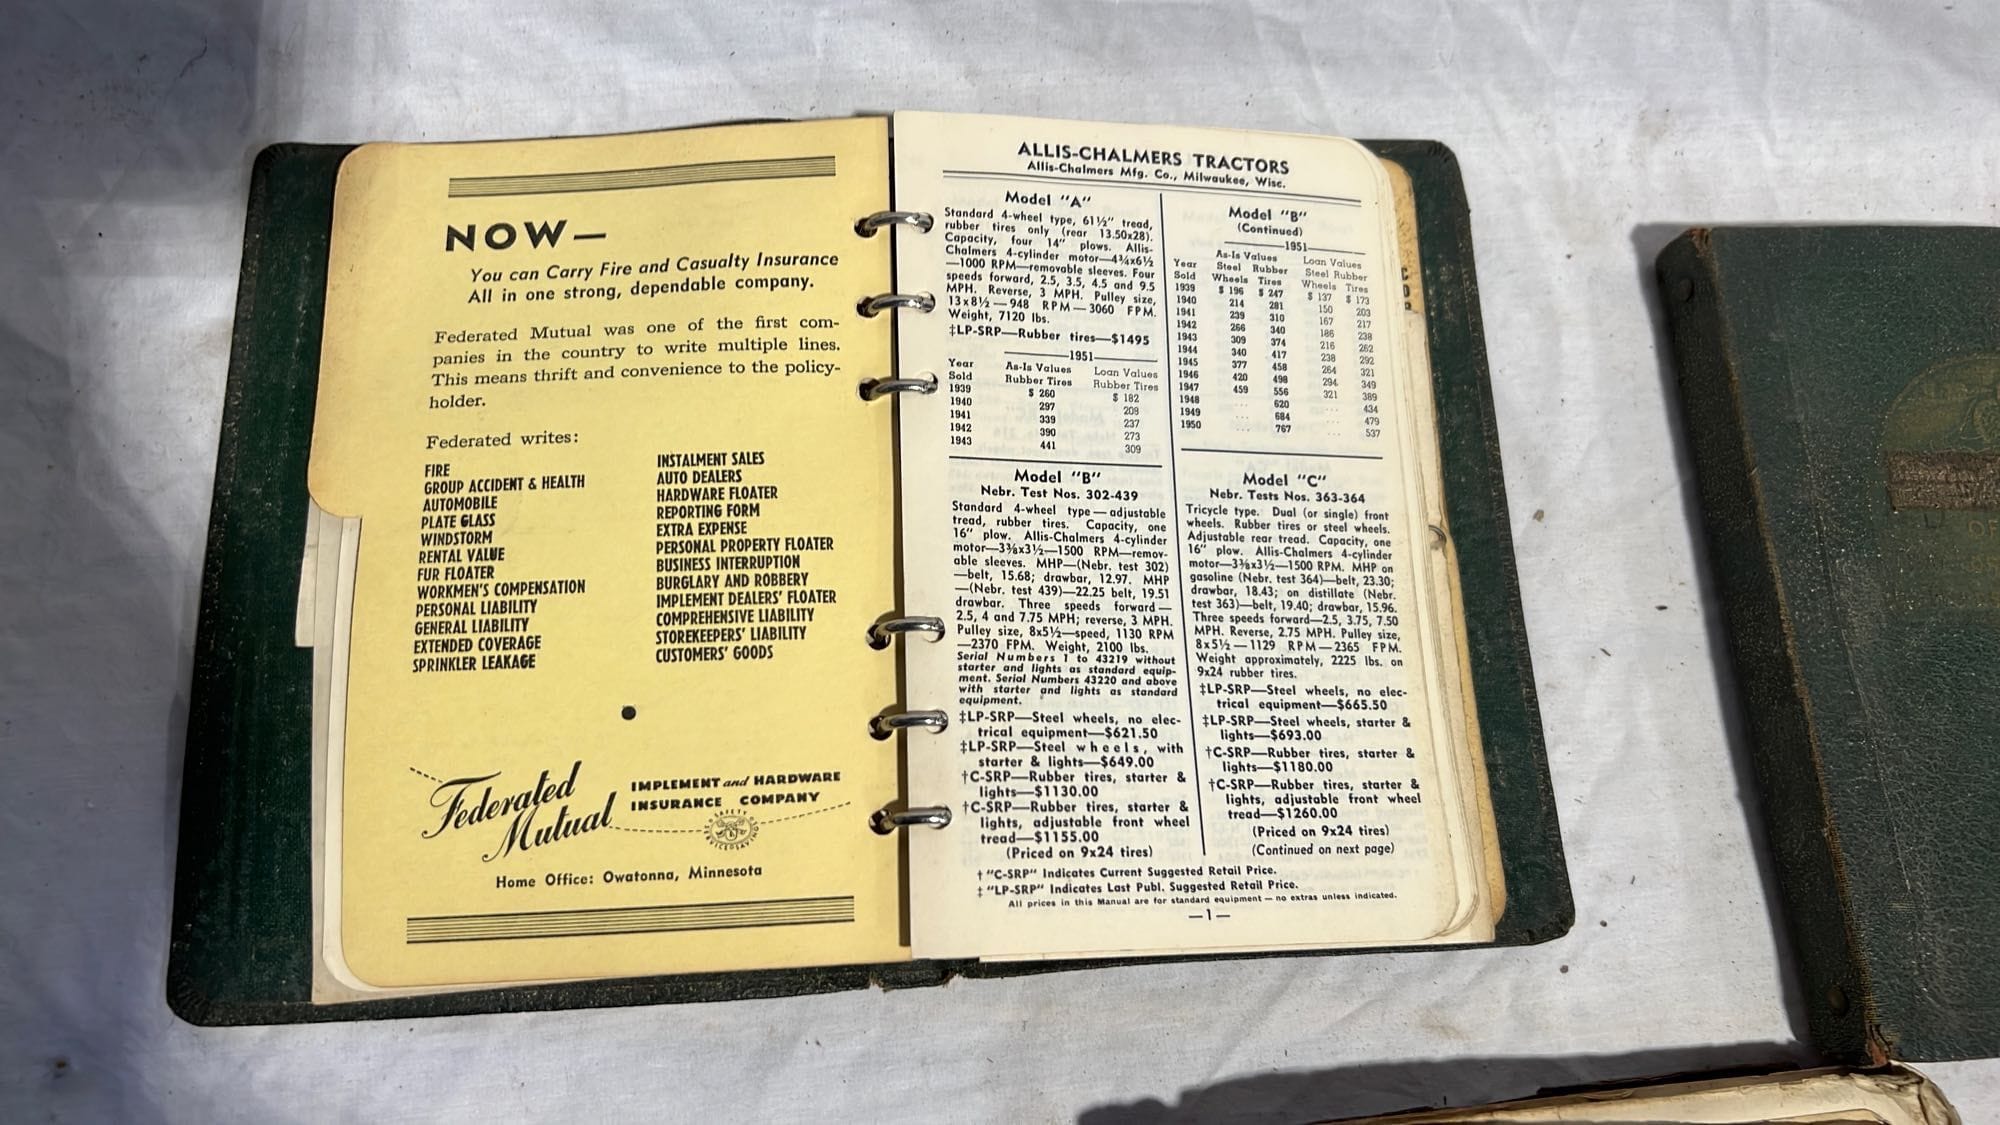 NOW—
You can Carry Fire and Casualty Insurance
All in one strong, dependable company.
Federated Mutual was one of the first com-
panies in the country to write multiple lines.
This means thrift and convenience to the policy-
holder.
Federated writes:
FIRE
GROUP ACCIDENT & HEALTH
AUTOMOBILE
PLATE GLASS
WINDSTORM
RENTAL VALUE
FUR FLOATER
WORKMEN'S COMPENSATION
PERSONAL LIABILITY
GENERAL LIABILITY
EXTENDED COVERAGE
SPRINKLER LEAKAGE
INSTALMENT SALES
AUTO DEALERS
HARDWARE FLOATER
REPORTING FORM
EXTRA EXPENSE
PERSONAL PROPERTY FLOATER
BUSINESS INTERRUPTION
BURGLARY AND ROBBERY
IMPLEMENT DEALERS' FLOATER
COMPREHENSIVE LIABILITY
STOREKEEPERS' LIABILITY
CUSTOMERS' GOODS
Federated Mutual
IMPLEMENT and HARDWARE
INSURANCE COMPANY
Home Office: Owatonna, Minnesota
ALLIS-CHALMERS TRACTORS
Allis-Chalmers Mfg. Co., Milwaukee, Wisc.
Model "A"
Standard 4-wheel type, 61½" tread,
rubber tires only (rear 13.50x28).
Capacity, four 14" plows. Allis-
Chalmers 4-cylinder motor—4¾x6½
—1000 RPM—removable sleeves. Four
speeds forward, 2.5, 3.5, 4.5 and 9.5
MPH. Reverse, 3 MPH. Pulley size,
13x8½—948 RPM—3060 FPM.
Weight, 7120 lbs.
‡LP-SRP—Rubber tires—$1495
1951
Year As-Is Values Loan Values
Sold Rubber Tires Rubber Tires
1939 $ 260 $ 182
1940 297 208
1941 339 237
1942 390 273
1943 441 309
Model "B"
Nebr. Test Nos. 302-439
Standard 4-wheel type—adjustable
tread, rubber tires. Capacity, one
16" plow. Allis-Chalmers 4-cylinder
motor—3⅜x3½—1500 RPM—remov-
able sleeves. MHP—(Nebr. test 302)
—belt, 15.68; drawbar, 12.97. MHP
—(Nebr. test 439)—22.25 belt, 19.51
drawbar. Three speeds forward—
2.5, 4 and 7.75 MPH; reverse, 3 MPH.
Pulley size, 8x5½—speed, 1130 RPM
—2370 FPM. Weight, 2100 lbs.
Serial Numbers 1 to 43219 without
starter and lights as standard equip-
ment. Serial Numbers 43220 and above
with starter and lights as standard
equipment.
‡LP-SRP—Steel wheels, no elec-
trical equipment—$621.50
‡LP-SRP—Steel wheels, with
starter & lights—$649.00
†C-SRP—Rubber tires, starter &
lights—$1130.00
†C-SRP—Rubber tires, starter &
lights, adjustable front wheel
tread—$1155.00
(Priced on 9x24 tires)
Model "B"
(Continued)
1951
As-Is Values Loan Values
Year Steel Rubber Steel Rubber
Sold Wheels Tires Wheels Tires
1939 $ 196 $ 247 $ 137 $ 173
1940 214 281 150 203
1941 239 310 167 217
1942 266 340 186 238
1943 309 374 216 262
1944 340 417 238 292
1945 377 458 264 321
1946 420 498 294 349
1947 459 556 321 389
1948 ... 620 ... 434
1949 ... 684 ... 479
1950 ... 767 ... 537
Model "C"
Nebr. Tests Nos. 363-364
Tricycle type. Dual (or single) front
wheels. Rubber tires or steel wheels.
Adjustable rear tread. Capacity, one
16" plow. Allis-Chalmers 4-cylinder
motor—3⅜x3½—1500 RPM. MHP on
gasoline (Nebr. test 364)—belt, 23.30;
drawbar, 18.43; on distillate (Nebr.
test 363)—belt, 19.40; drawbar, 15.96.
Three speeds forward—2.5, 3.75, 7.50
MPH. Reverse, 2.75 MPH. Pulley size,
8x5½—1129 RPM—2365 FPM.
Weight approximately, 2225 lbs. on
9x24 rubber tires.
‡LP-SRP—Steel wheels, no elec-
trical equipment—$665.50
‡LP-SRP—Steel wheels, starter &
lights—$693.00
†C-SRP—Rubber tires, starter &
lights—$1180.00
†C-SRP—Rubber tires, starter &
lights, adjustable front wheel
tread—$1260.00
(Priced on 9x24 tires)
(Continued on next page)
† "C-SRP" Indicates Current Suggested Retail Price.
‡ "LP-SRP" Indicates Last Publ. Suggested Retail Price.
All prices in this Manual are for standard equipment—no extras unless indicated.
—1—